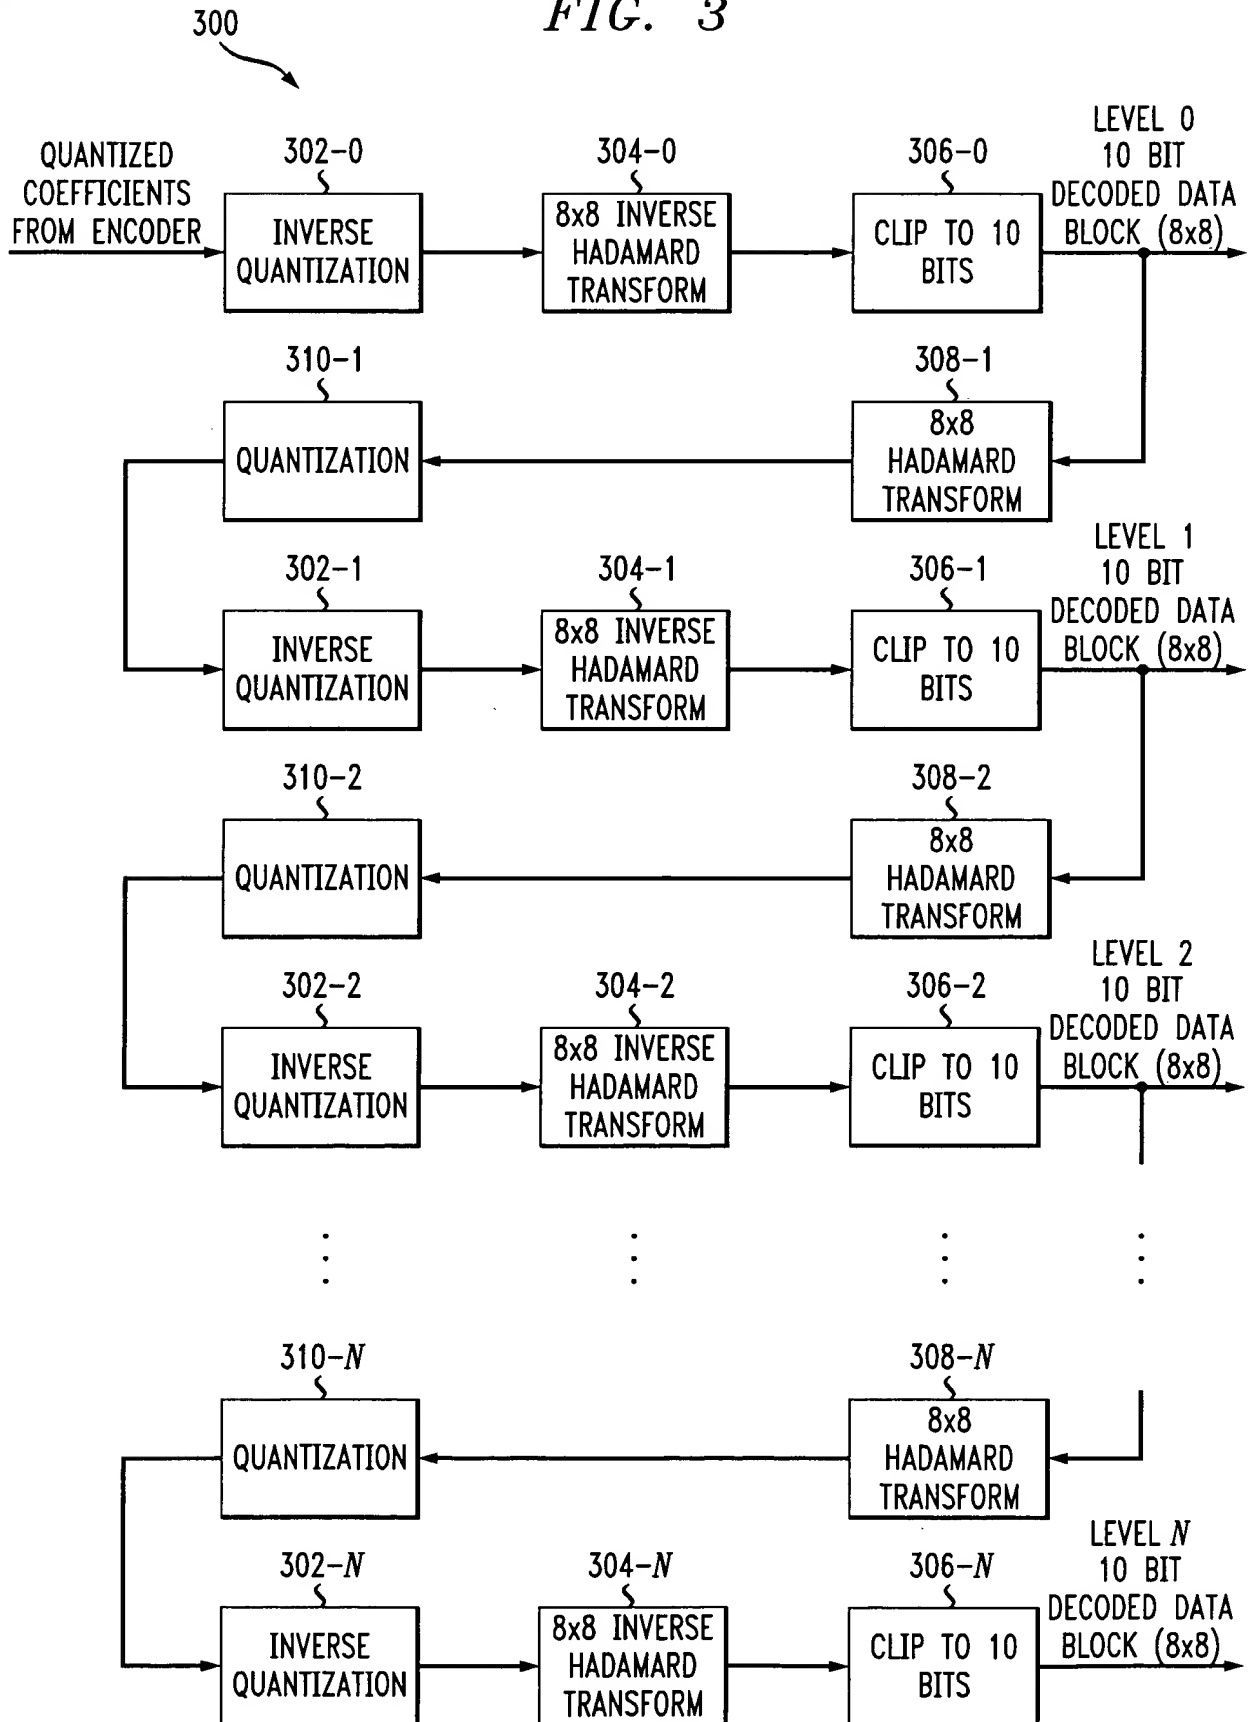 FIG. 3
300
QUANTIZED
COEFFICIENTS
FROM ENCODER
302-0
INVERSE
QUANTIZATION
304-0
8x8 INVERSE
HADAMARD
TRANSFORM
306-0
CLIP TO 10
BITS
LEVEL 0
10 BIT
DECODED DATA
BLOCK (8x8)
310-1
QUANTIZATION
308-1
8x8
HADAMARD
TRANSFORM
302-1
INVERSE
QUANTIZATION
304-1
8x8 INVERSE
HADAMARD
TRANSFORM
306-1
CLIP TO 10
BITS
LEVEL 1
10 BIT
DECODED DATA
BLOCK (8x8)
310-2
QUANTIZATION
308-2
8x8
HADAMARD
TRANSFORM
302-2
INVERSE
QUANTIZATION
304-2
8x8 INVERSE
HADAMARD
TRANSFORM
306-2
CLIP TO 10
BITS
LEVEL 2
10 BIT
DECODED DATA
BLOCK (8x8)
310-N
QUANTIZATION
308-N
8x8
HADAMARD
TRANSFORM
302-N
INVERSE
QUANTIZATION
304-N
8x8 INVERSE
HADAMARD
TRANSFORM
306-N
CLIP TO 10
BITS
LEVEL N
10 BIT
DECODED DATA
BLOCK (8x8)